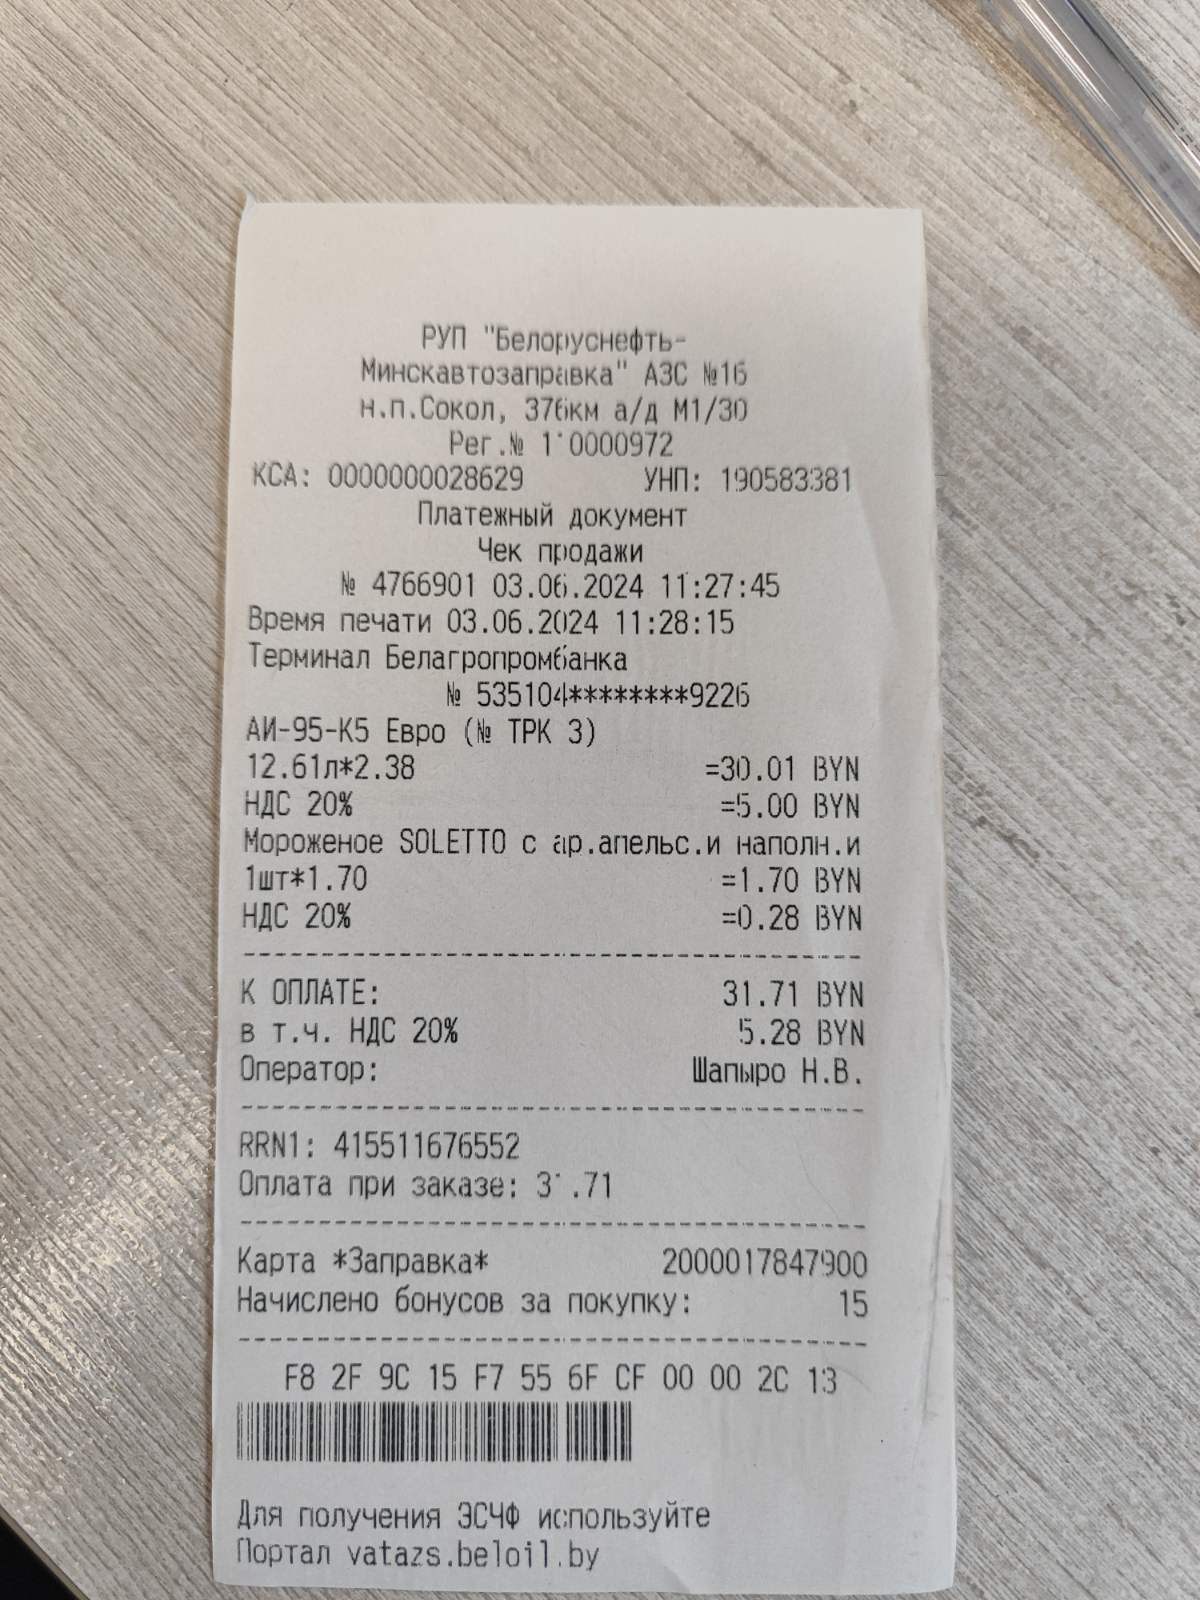 РУП "Белоруснефть-
Минскавтозаправка" АЗС №16
н.п.Сокол, 376км а/д М1/30
Рег.№ 110000972
КСА: 0000000028629 УНП: 190583381
Платежный документ
Чек продажи
№ 4766901 03.06.2024 11:27:45
Время печати 03.06.2024 11:28:15
Терминал Белагропромбанка
№ 535104********9226
АИ-95-К5 Евро (№ ТРК 3)
12.61л*2.38 =30.01 BYN
НДС 20% =5.00 BYN
Мороженое SOLETTO с ар.апельс.и наполн.и
1шт*1.70 =1.70 BYN
НДС 20% =0.28 BYN
К ОПЛАТЕ: 31.71 BYN
в т.ч. НДС 20% 5.28 BYN
Оператор: Шапыро Н.В.
RRN1: 415511676552
Оплата при заказе: 31.71
Карта *Заправка* 2000017847900
Начислено бонусов за покупку: 15
F8 2F 9C 15 F7 55 6F CF 00 00 2C 13
Для получения ЭСЧФ используйте
Портал vatazs.beloil.by